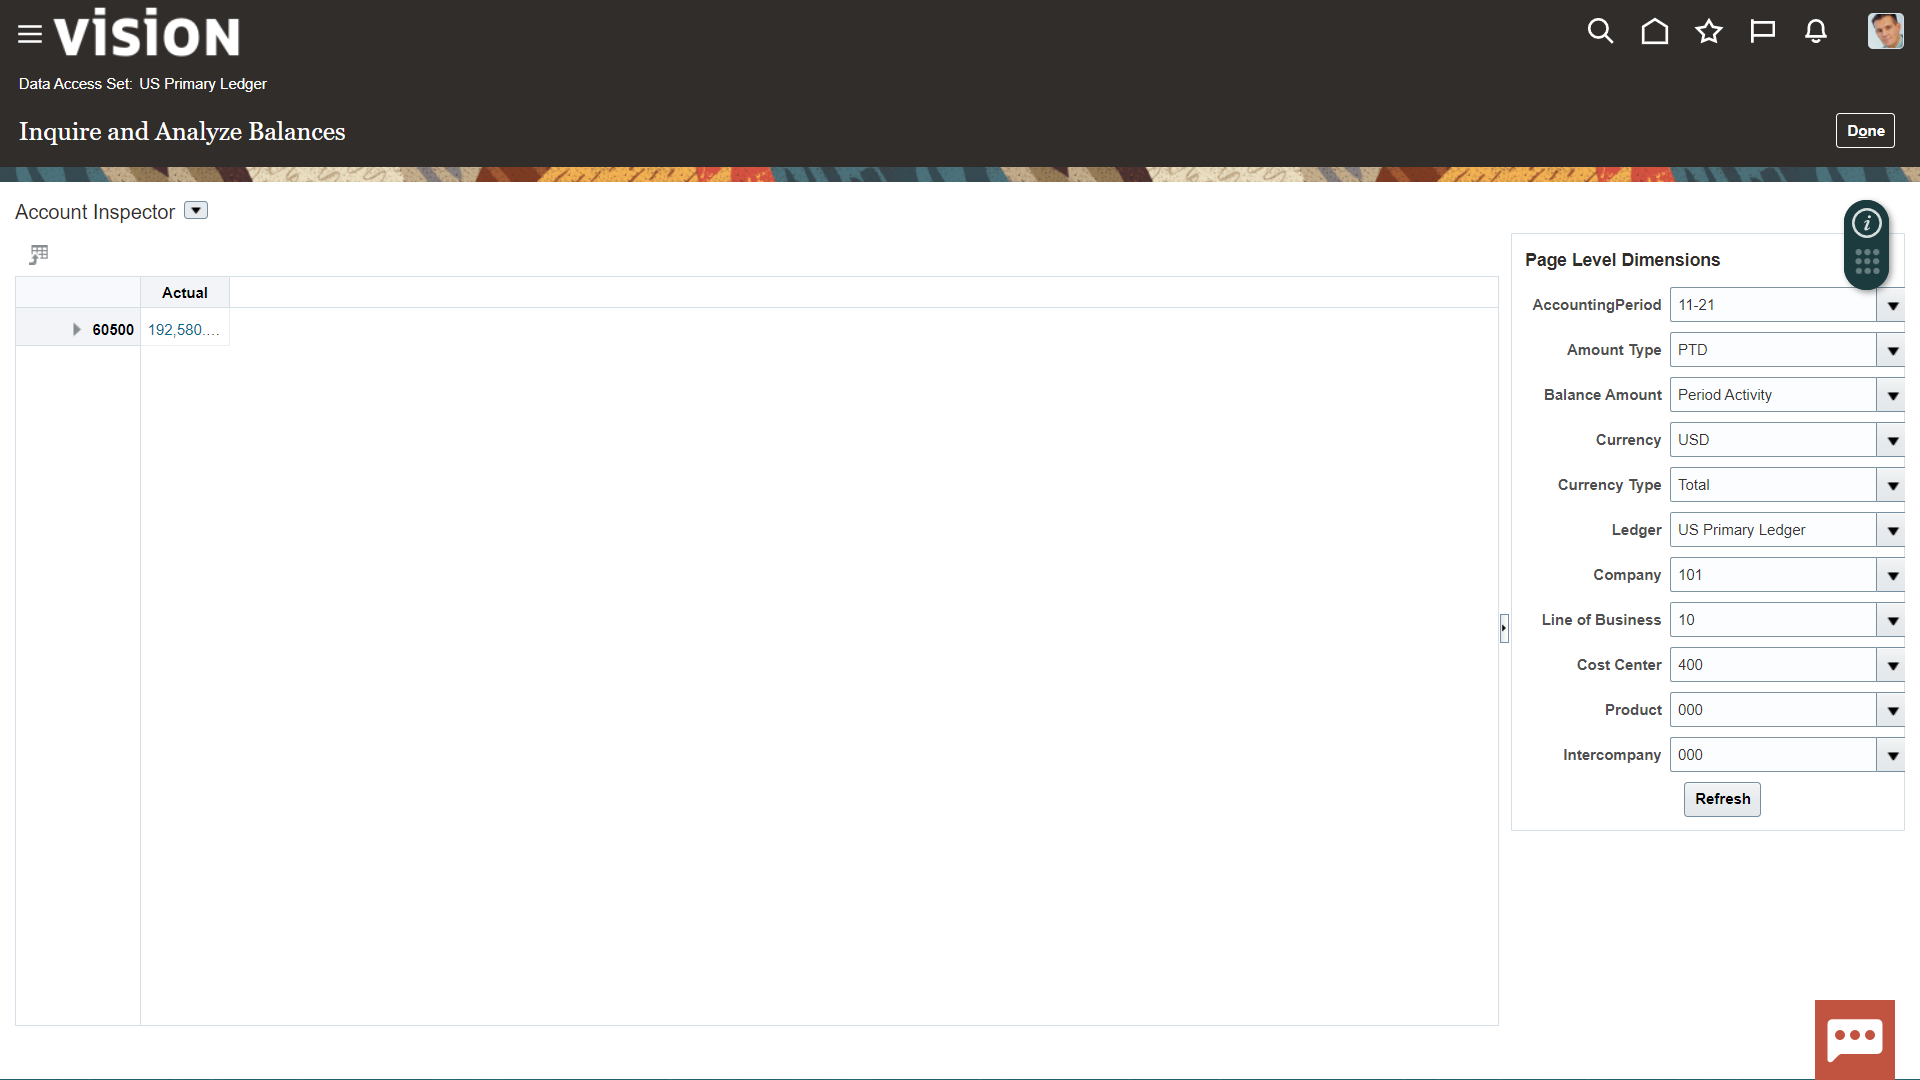 vision
Data Access Set: US Primary Ledger
Inquire and Analyze Balances
Done
Account Inspector
Actual
60500
192,580....
Page Level Dimensions
AccountingPeriod 11-21
Amount Type PTD
Balance Amount Period Activity
Currency USD
Currency Type Total
Ledger US Primary Ledger
Company 101
Line of Business 10
Cost Center 400
Product 000
Intercompany 000
Refresh